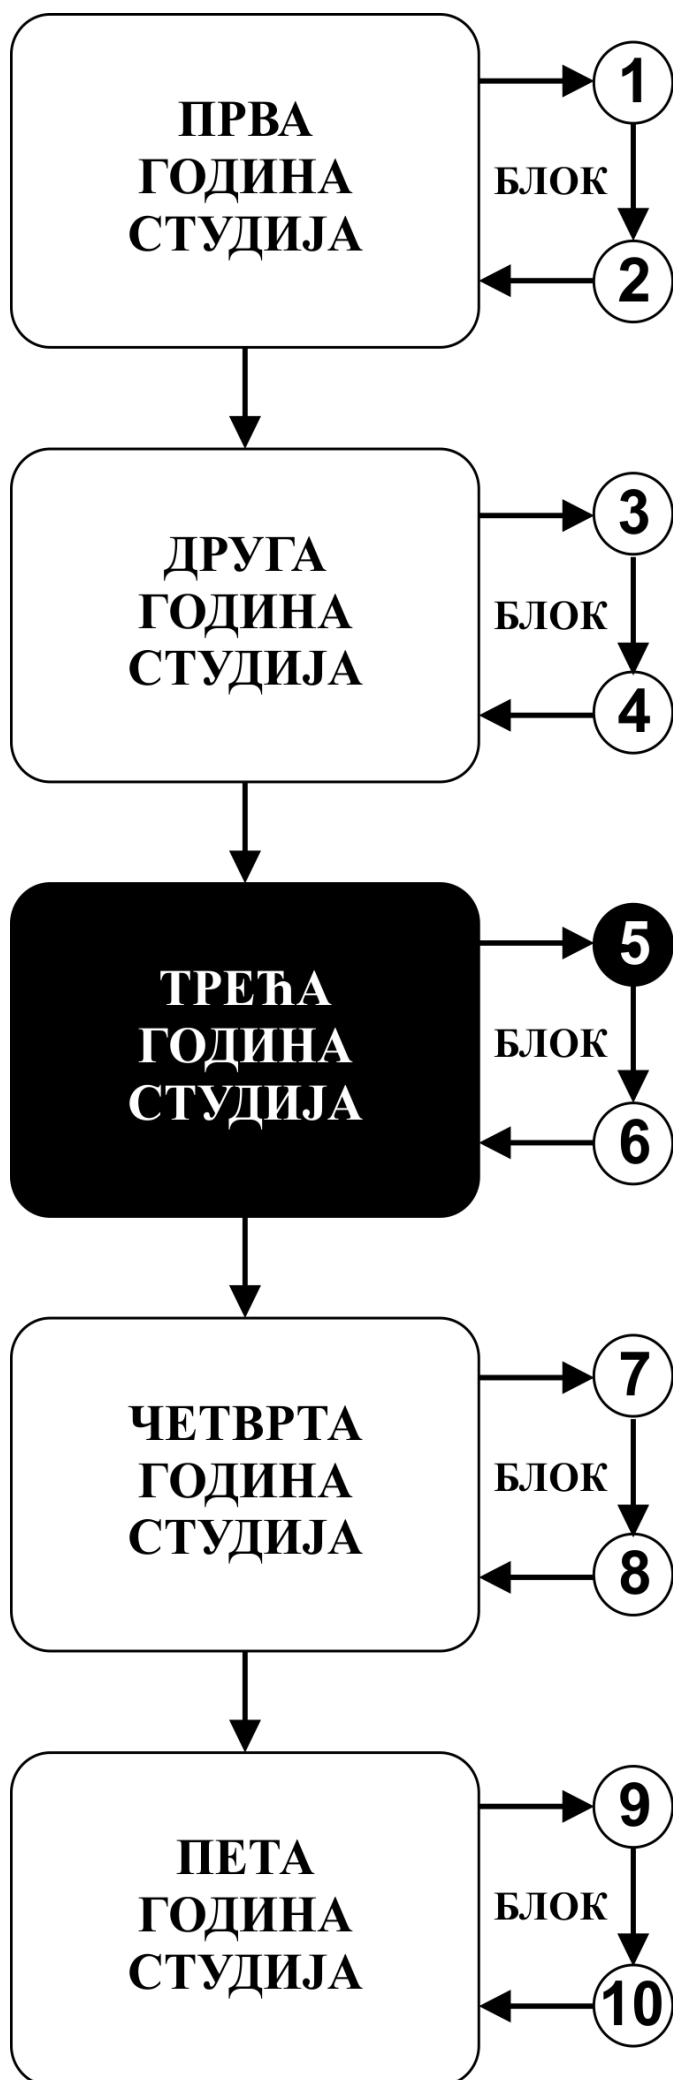 ПРВА
ГОДИНА
СТУДИЈА
1
БЛОК
2
ДРУГА
ГОДИНА
СТУДИЈА
3
БЛОК
4
ТРЕЋА
ГОДИНА
СТУДИЈА
5
БЛОК
6
ЧЕТВРТА
ГОДИНА
СТУДИЈА
7
БЛОК
8
ПЕТА
ГОДИНА
СТУДИЈА
9
БЛОК
10